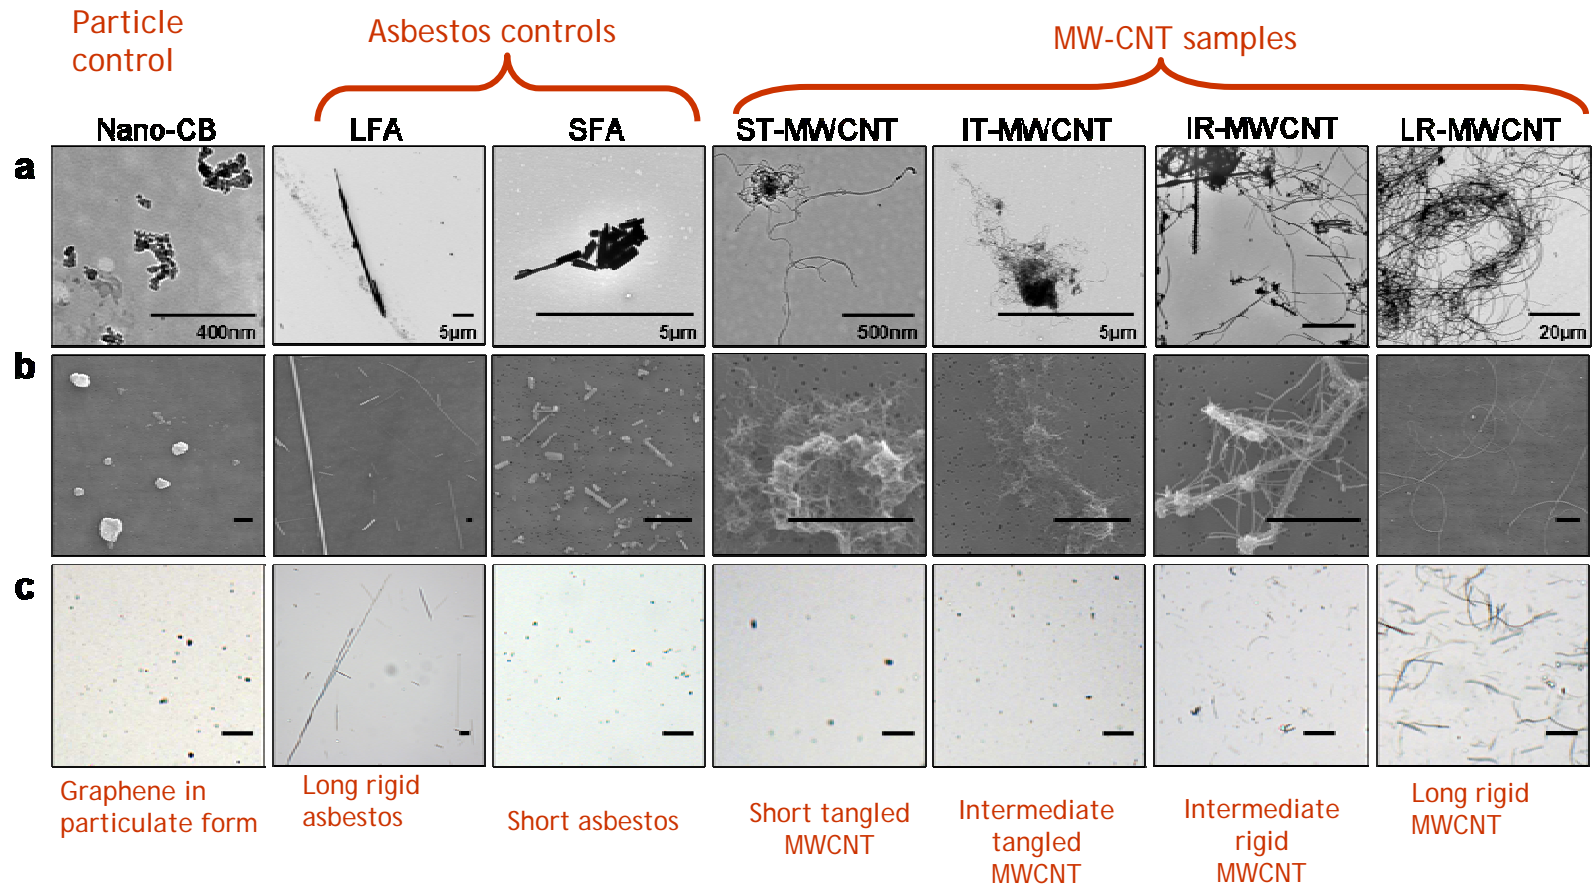 Particle
control
Asbestos controls
MW-CNT samples
Nano-CB
LFA
SFA
ST-MWCNT
IT-MWCNT
IR-MWCNT
LR-MWCNT
a
400nm
5µm
5µm
500nm
5µm
20µm
b
c
Graphene in
particulate form
Long rigid
asbestos
Short asbestos
Short tangled
MWCNT
Intermediate
tangled
MWCNT
Intermediate
rigid
MWCNT
Long rigid
MWCNT